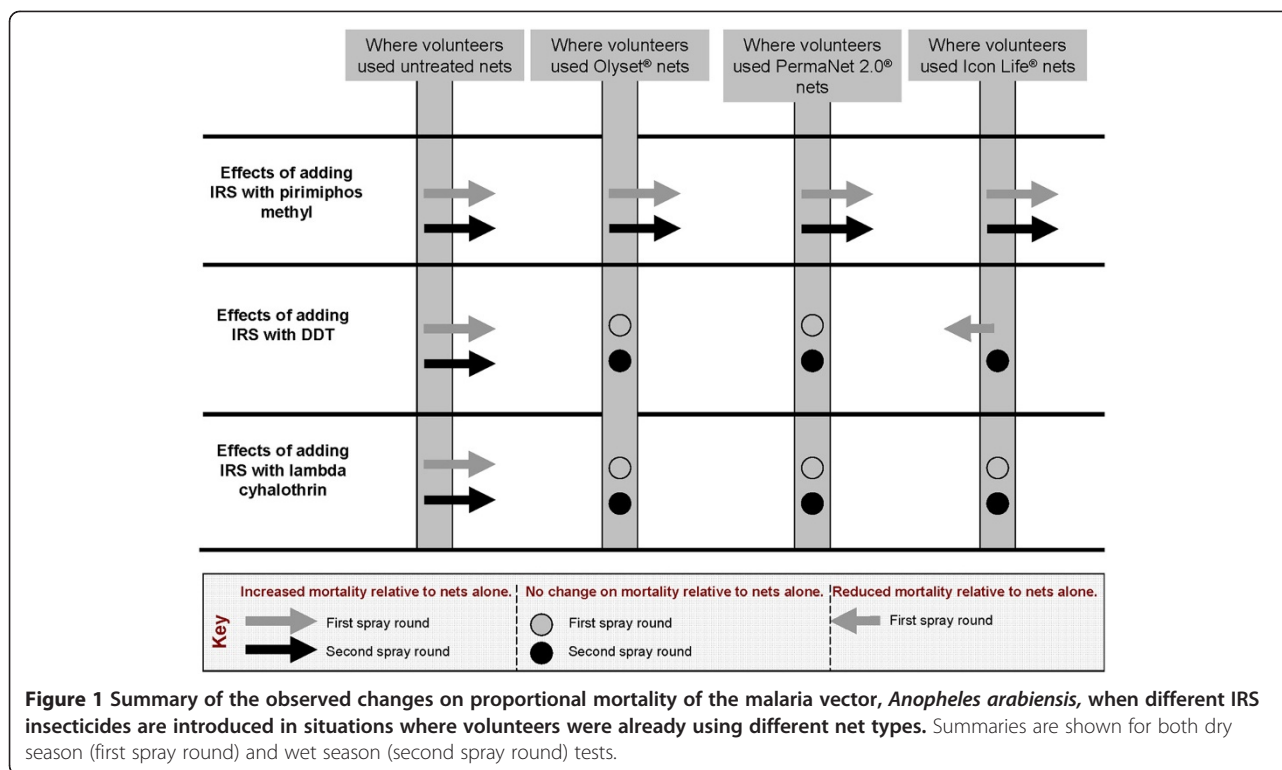 Where volunteers
used untreated nets
Where volunteers
used Olyset® nets
Where volunteers
used PermaNet 2.0®
nets
Where volunteers
used Icon Life® nets
Effects of adding
IRS with pirimiphos
methyl
Effects of adding
IRS with DDT
Effects of adding
IRS with lambda
cyhalothrin
Key
Increased mortality relative to nets alone.
First spray round
Second spray round
No change on mortality relative to nets alone.
First spray round
Second spray round
Reduced mortality relative to nets alone.
First spray round
Figure 1 Summary of the observed changes on proportional mortality of the malaria vector, Anopheles arabiensis, when different IRS
insecticides are introduced in situations where volunteers were already using different net types. Summaries are shown for both dry
season (first spray round) and wet season (second spray round) tests.